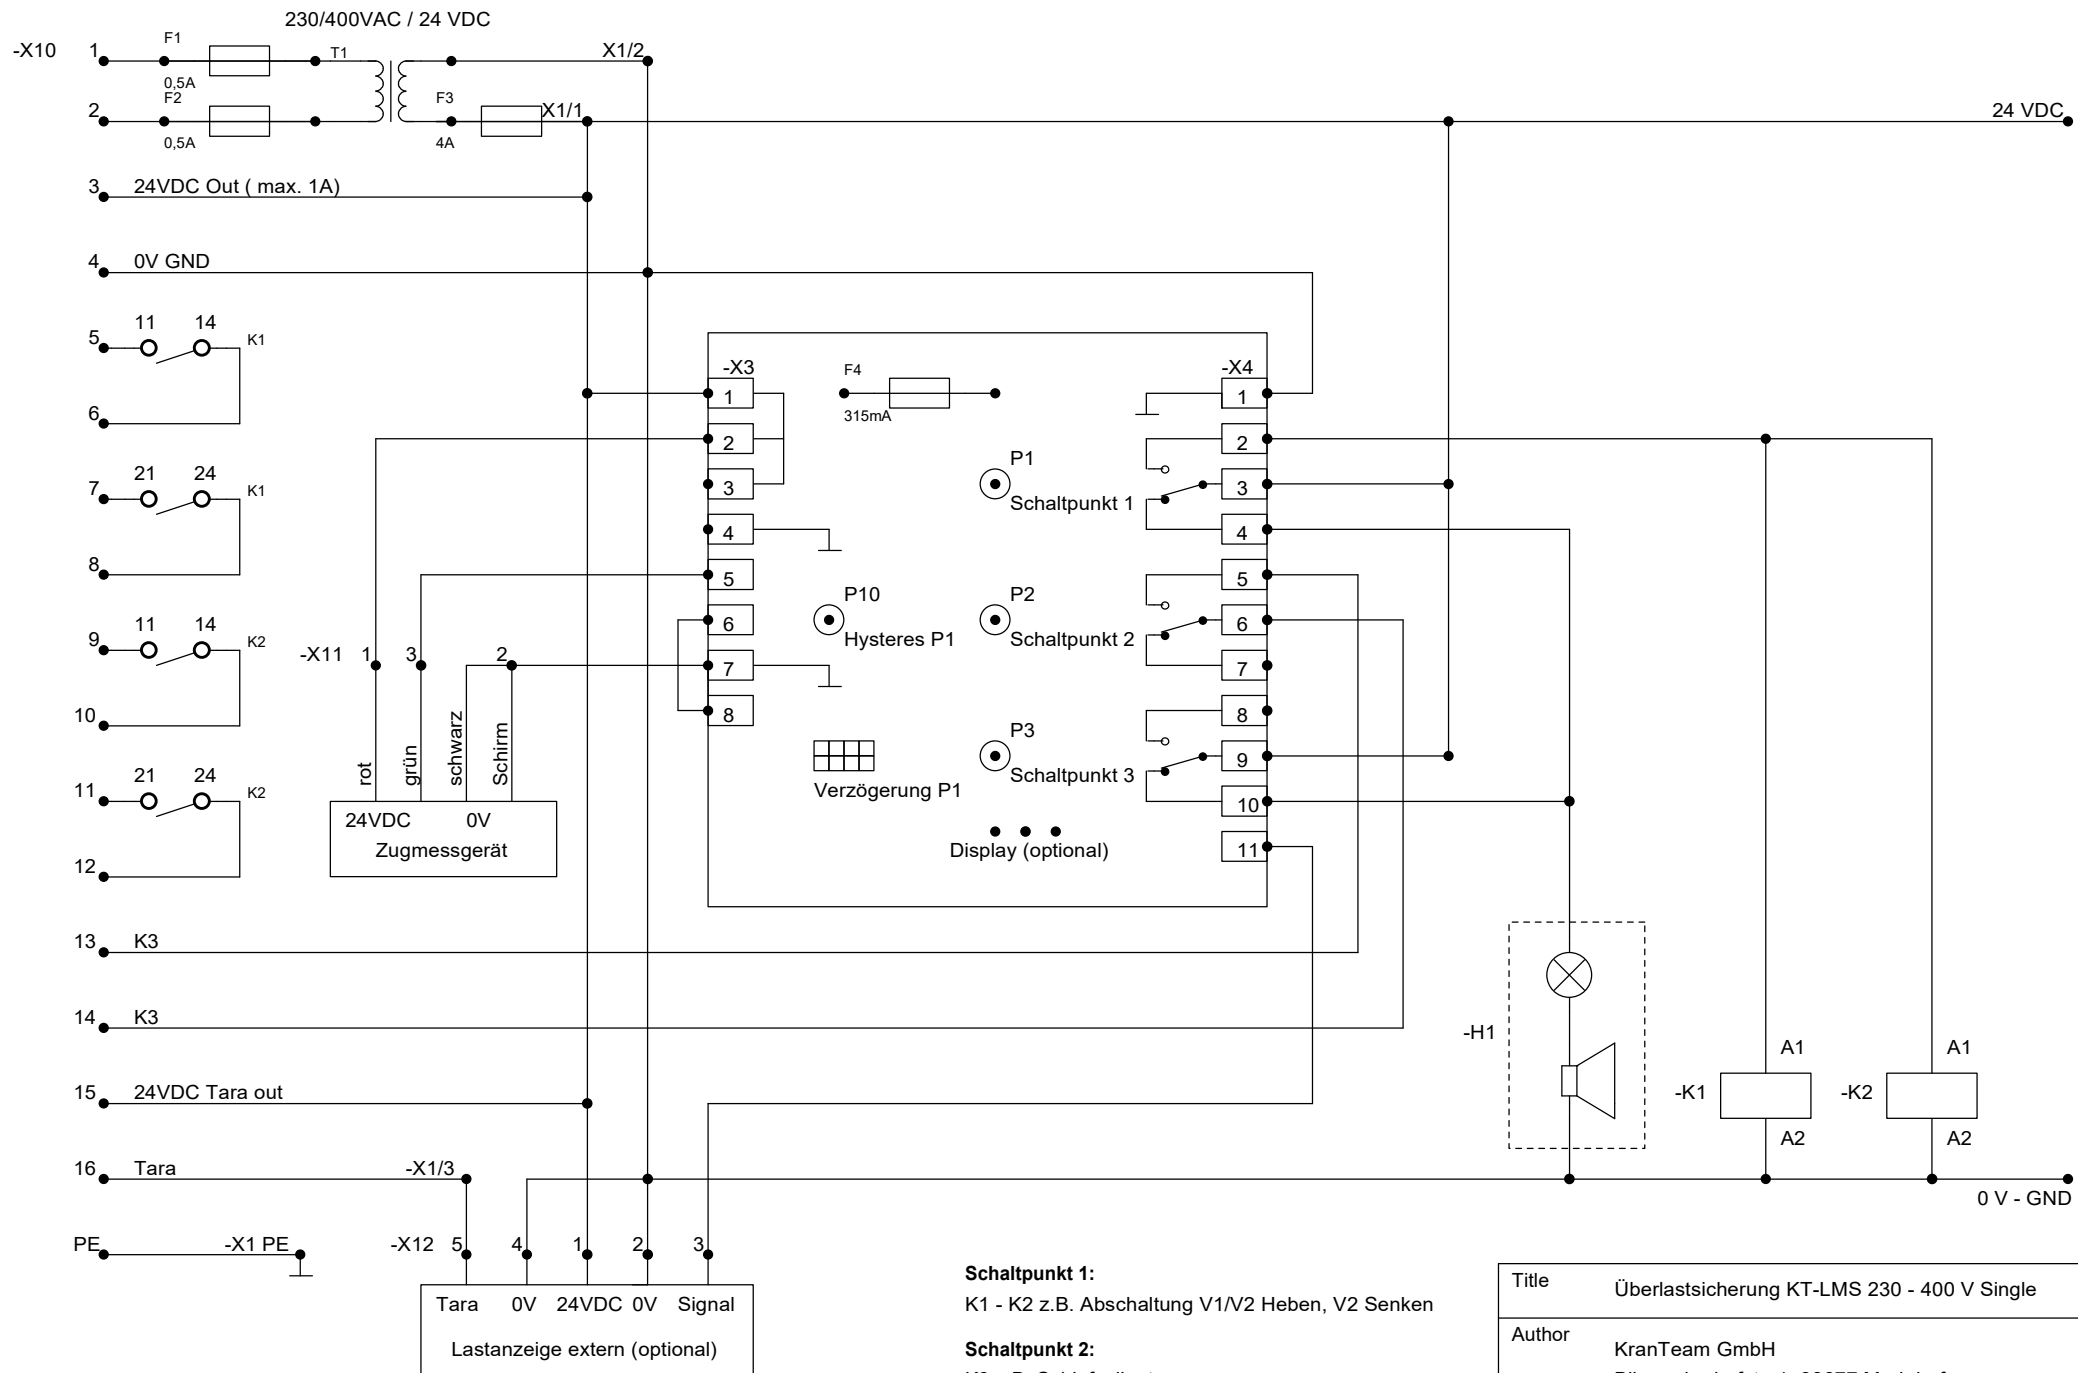 230/400VAC / 24 VDC
-X10 1 F1 0,5A T1 X1/2
2 F2 0,5A F3 4A X1/1 24 VDC
3 24VDC Out ( max. 1A)
4 0V GND
5 11 14 K1
6
7 21 24 K1
8
9 11 14 K2
10
11 21 24 K2
12
13 K3
14 K3
15 24VDC Tara out
16 Tara -X1/3
PE -X1 PE
-X11 1 3 2
rot
grün
schwarz
Schirm
24VDC 0V
Zugmessgerät
-X3
1
2
3
4
5
6
7
8
F4
315mA
P1
Schaltpunkt 1
P10
Hysteres P1
P2
Schaltpunkt 2
P3
Schaltpunkt 3
Verzögerung P1
Display (optional)
-X4
1
2
3
4
5
6
7
8
9
10
11
-H1
-K1 A1 A2
-K2 A1 A2
0 V - GND
-X12 5 4 1 2 3
Tara 0V 24VDC 0V Signal
Lastanzeige extern (optional)
Schaltpunkt 1:
K1 - K2 z.B. Abschaltung V1/V2 Heben, V2 Senken
Schaltpunkt 2:
Title Überlastsicherung KT-LMS 230 - 400 V Single
Author KranTeam GmbH